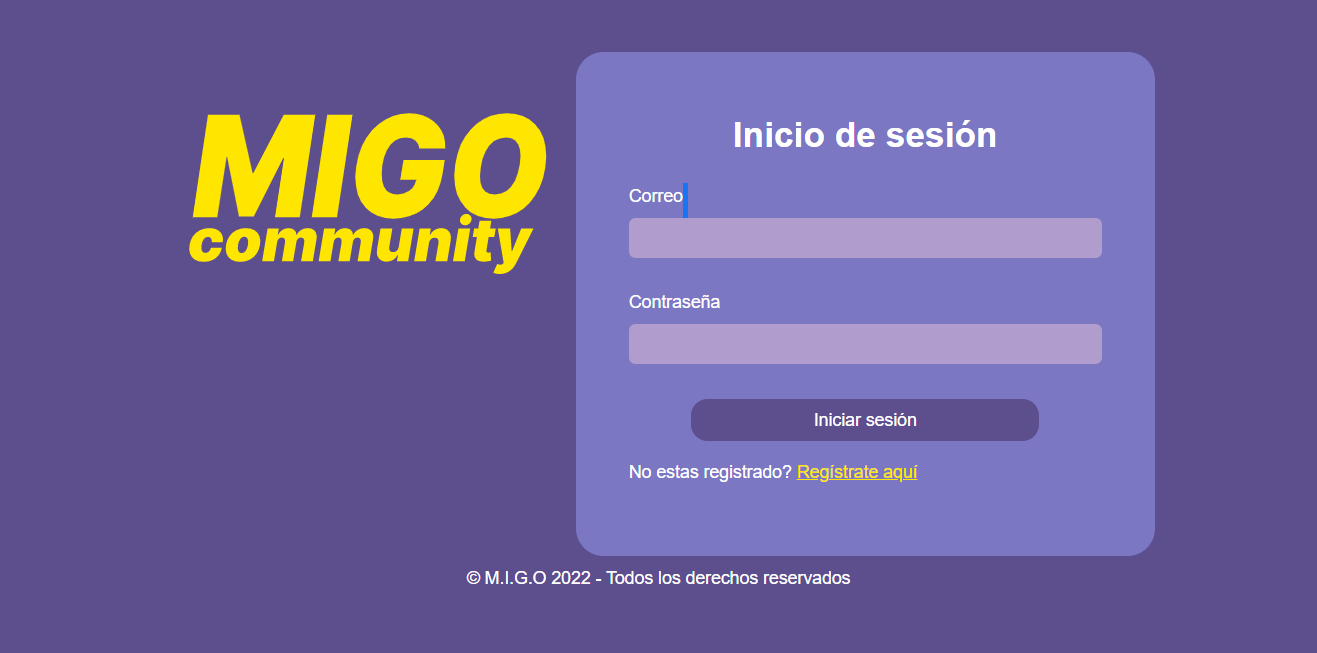 MIGO
community
Inicio de sesión
Correo
Contraseña
Iniciar sesión
No estas registrado? Regístrate aquí
© M.I.G.O 2022 - Todos los derechos reservados